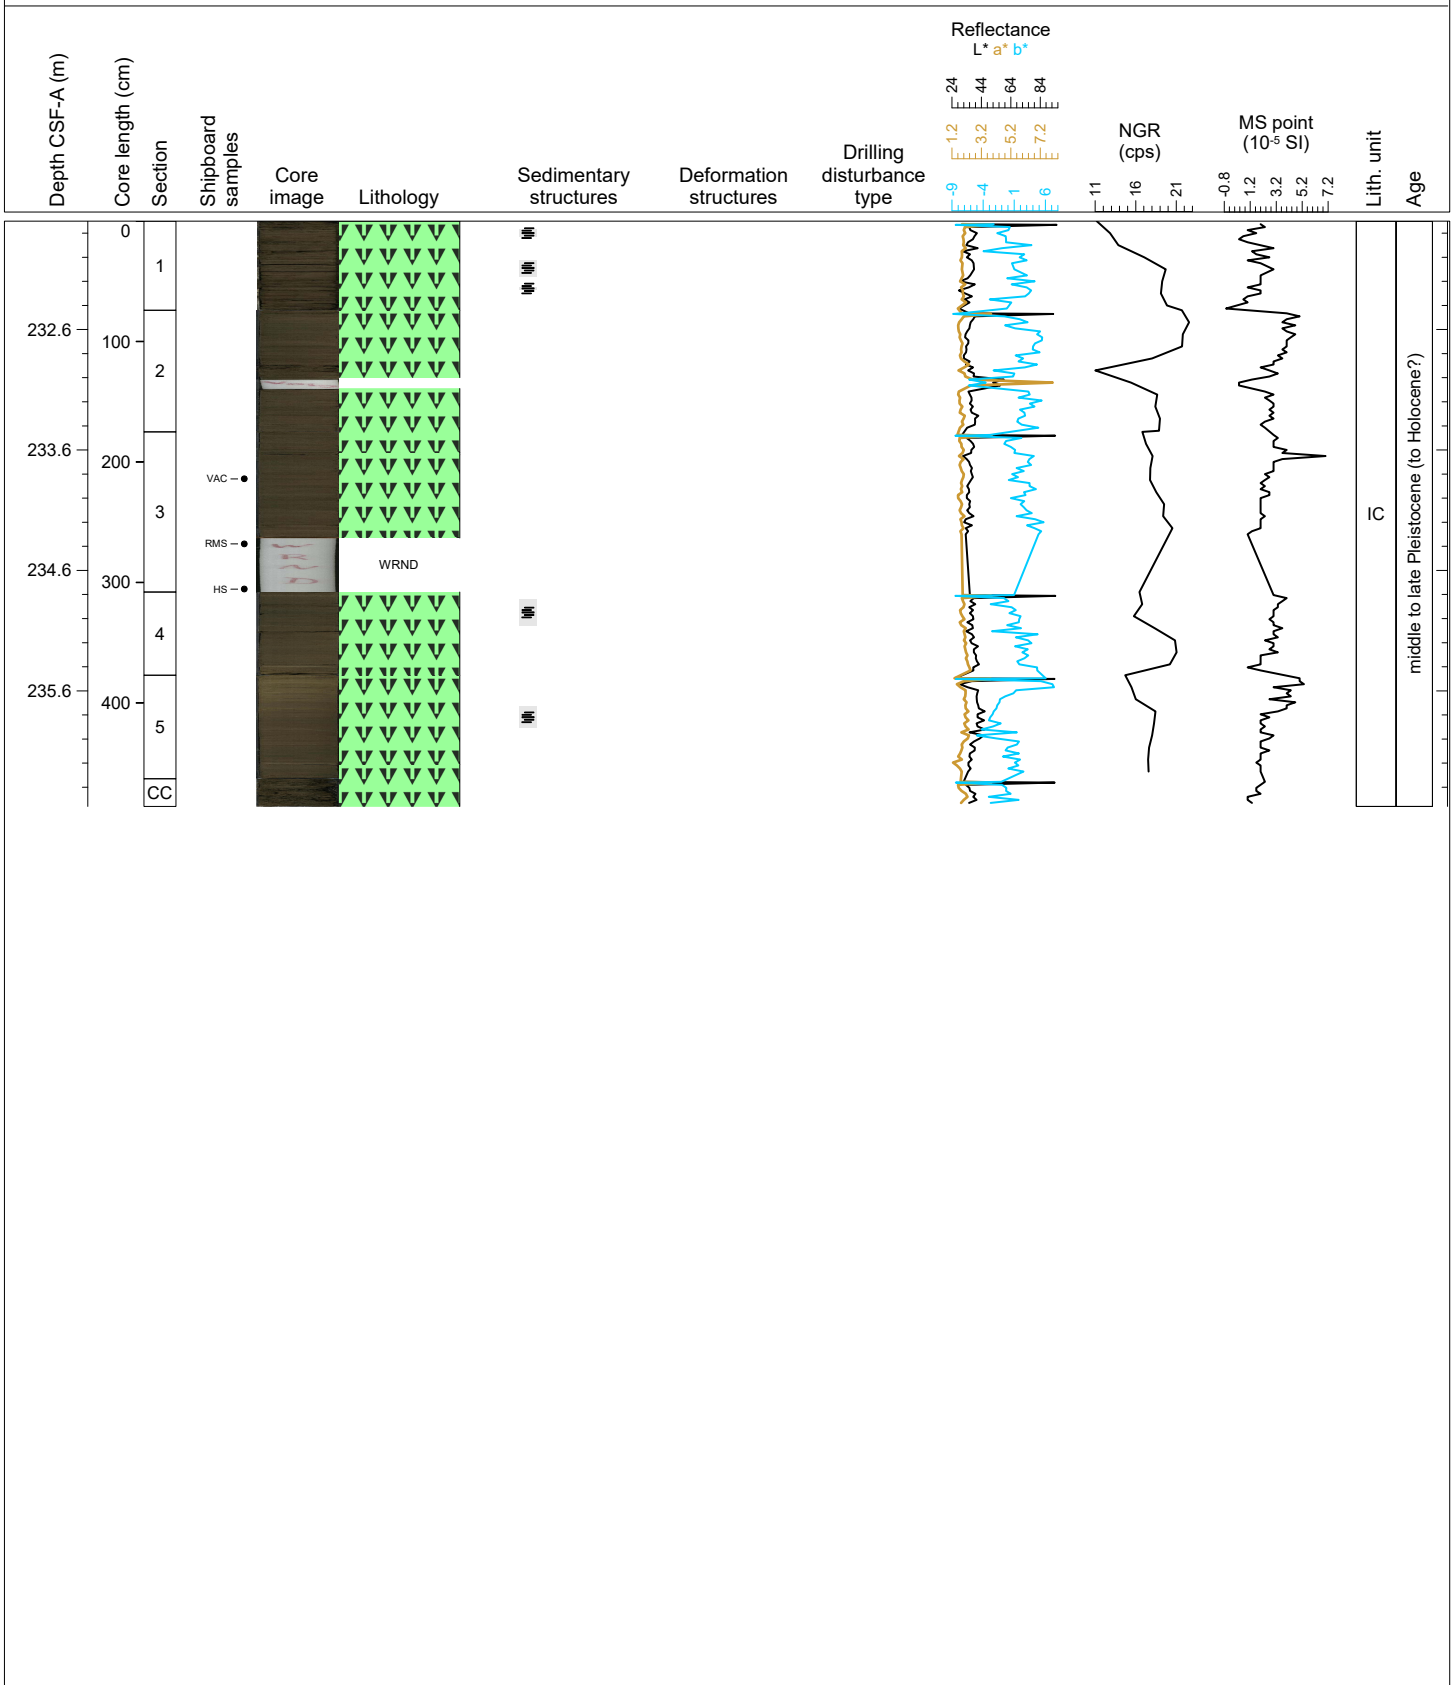 Reflectance
L* a* b*
Depth CSF-A (m)
Core length (cm)
Section
Shipboard
samples
Core
image
Lithology
Sedimentary
structures
Deformation
structures
Drilling
disturbance
type
24 44 64 84
1.2 3.2 5.2 7.2
-9 -4 1 6
NGR
(cps)
11 16 21
MS point
(10⁻⁵ SI)
-0.8 1.2 3.2 5.2 7.2
Lith. unit
Age
0
1
232.6
100
2
233.6
200
VAC
3
RMS
WRND
WRND
234.6
300
HS
4
235.6
400
5
CC
IC
middle to late Pleistocene (to Holocene?)